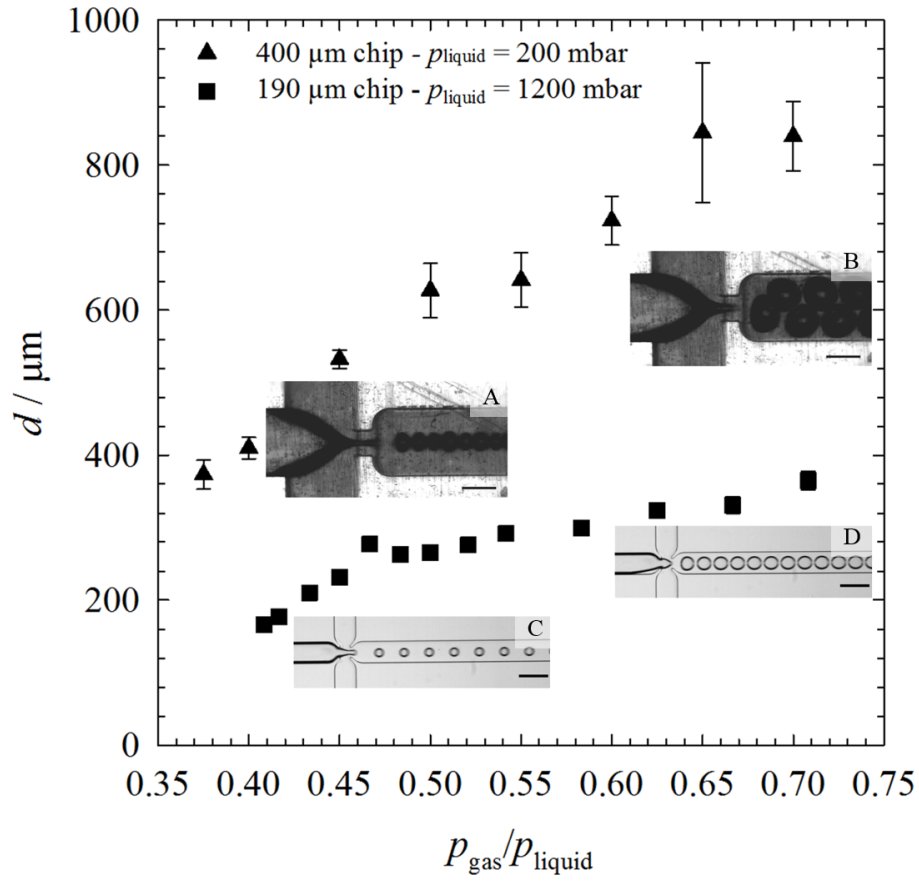 1000
800
600
400
200
0
d / μm
400 μm chip - pliquid = 200 mbar
190 μm chip - pliquid = 1200 mbar
B
A
D
C
0.35 0.40 0.45 0.50 0.55 0.60 0.65 0.70 0.75
pgas/pliquid